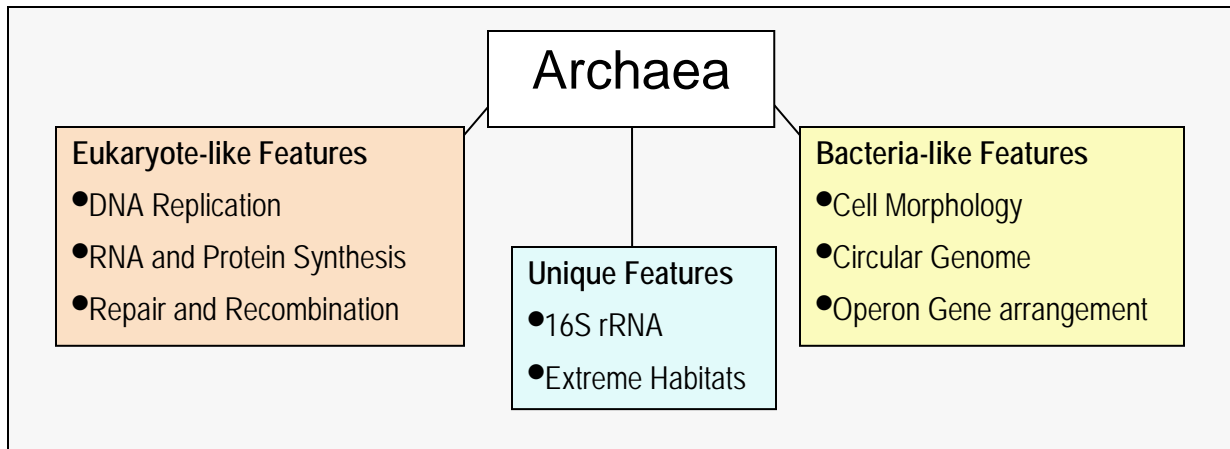 Archaea
Eukaryote-like Features
●DNA Replication
●RNA and Protein Synthesis
●Repair and Recombination
Unique Features
●16S rRNA
●Extreme Habitats
Bacteria-like Features
●Cell Morphology
●Circular Genome
●Operon Gene arrangement